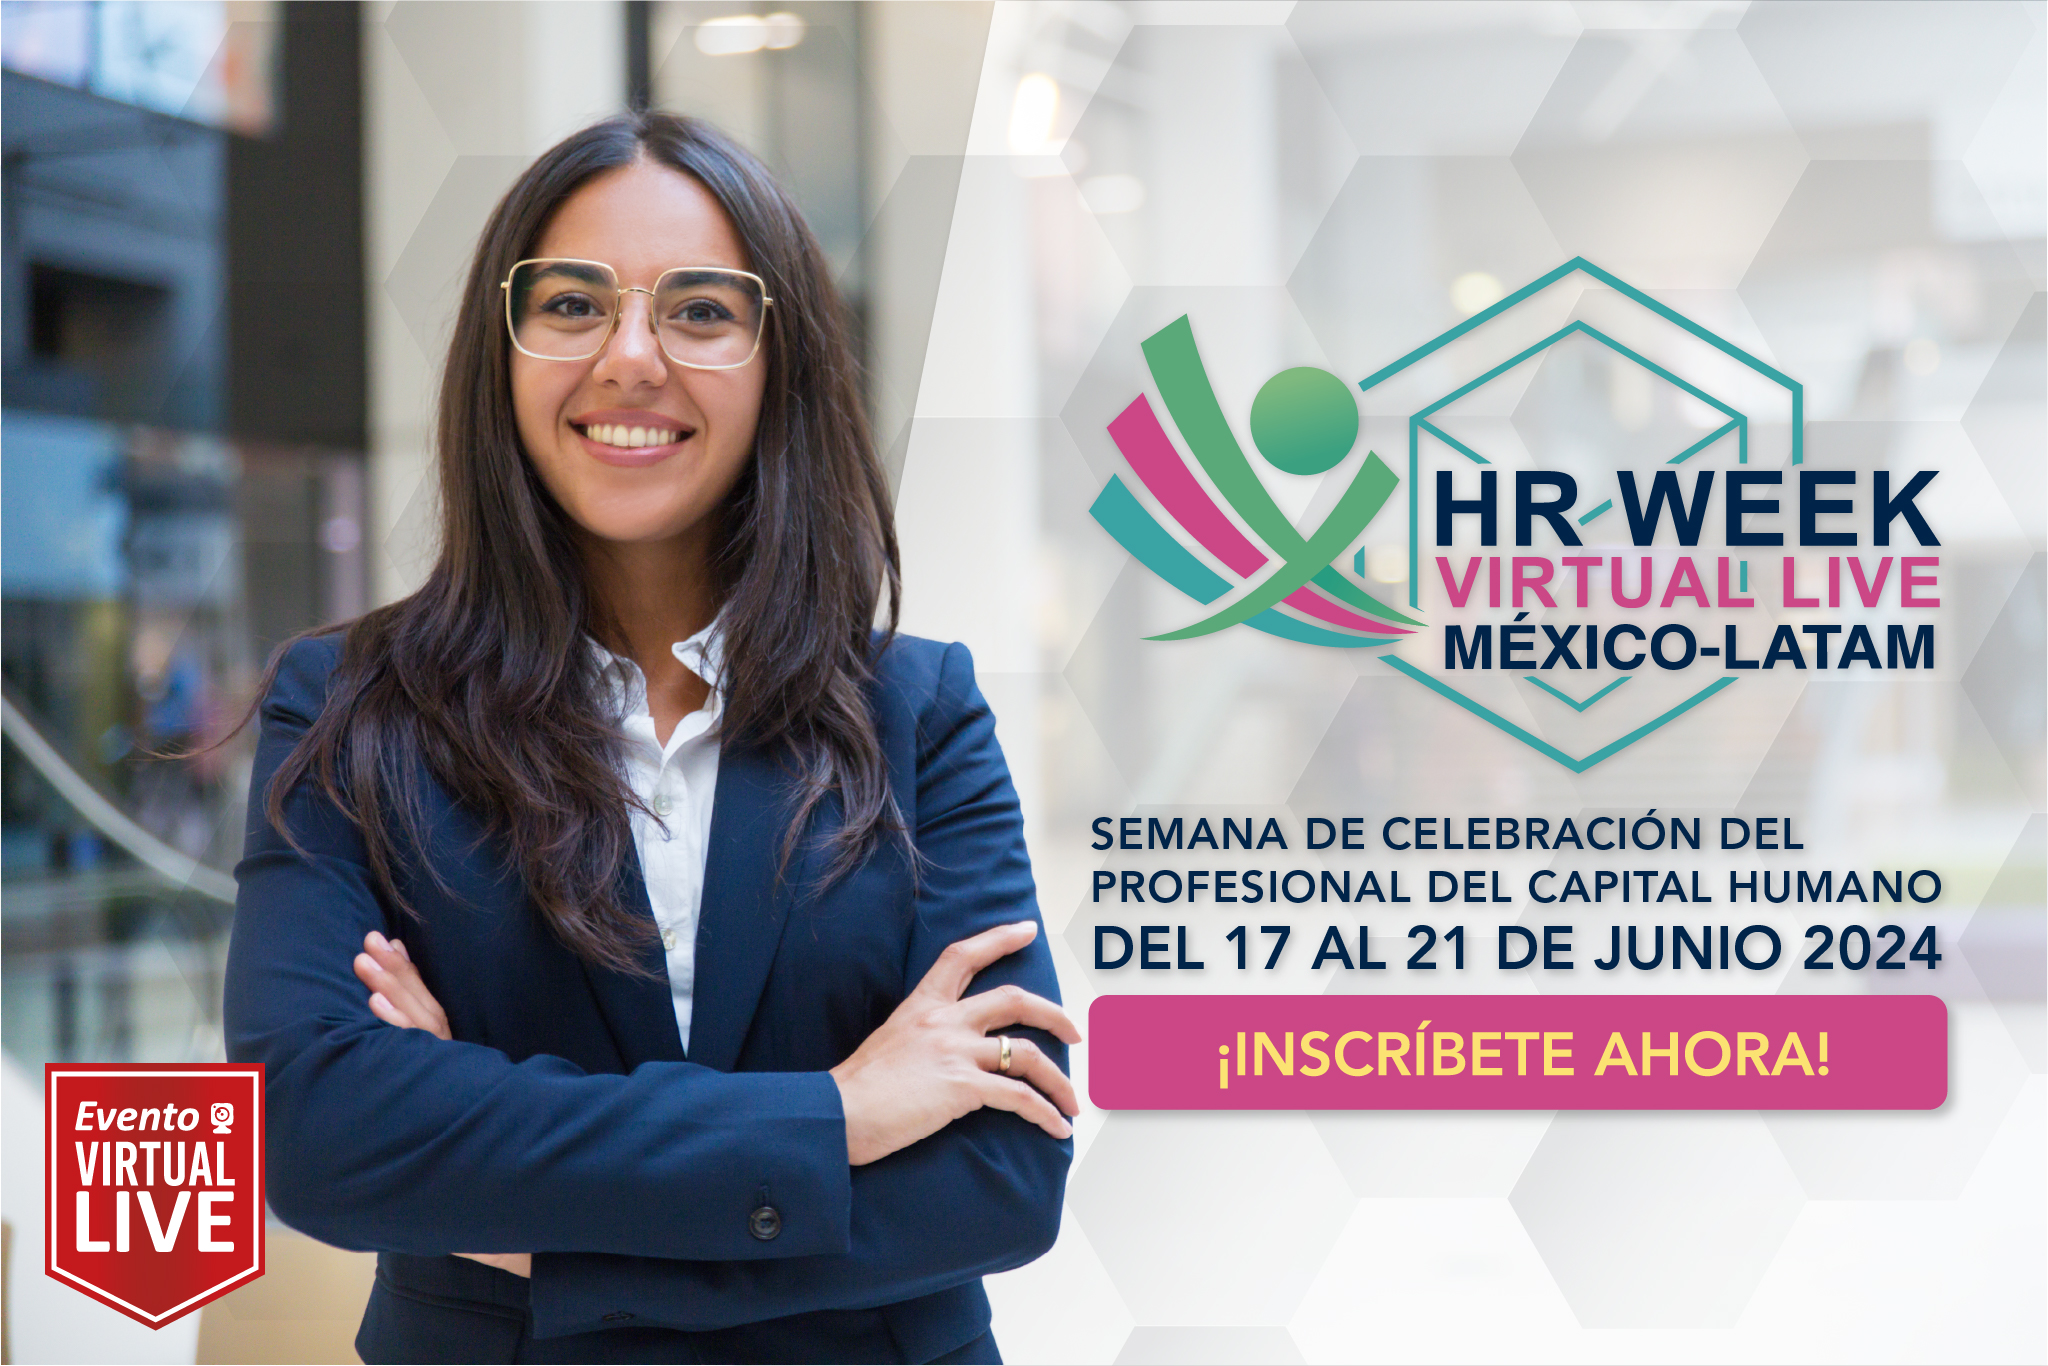 HR WEEK
VIRTUAL LIVE
MÉXICO-LATAM
SEMANA DE CELEBRACIÓN DEL
PROFESIONAL DEL CAPITAL HUMANO
DEL 17 AL 21 DE JUNIO 2024
¡INSCRÍBETE AHORA!
Evento
VIRTUAL
LIVE